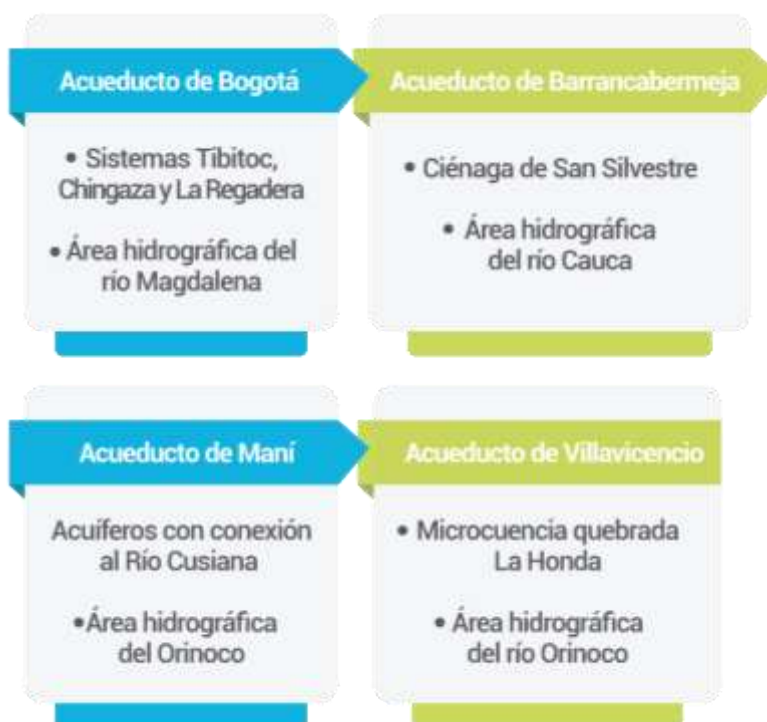 Acueducto de Bogotá
• Sistemas Tibitoc,
Chingaza y La Regadera
• Área hidrográfica del
río Magdalena
Acueducto de Barrancabermeja
• Ciénaga de San Silvestre
• Área hidrográfica
del río Cauca
Acueducto de Maní
Acuíferos con conexión
al Río Cusiana
•Área hidrográfica
del Orinoco
Acueducto de Villavicencio
• Microcuencia quebrada
La Honda
• Área hidrográfica
del río Orinoco